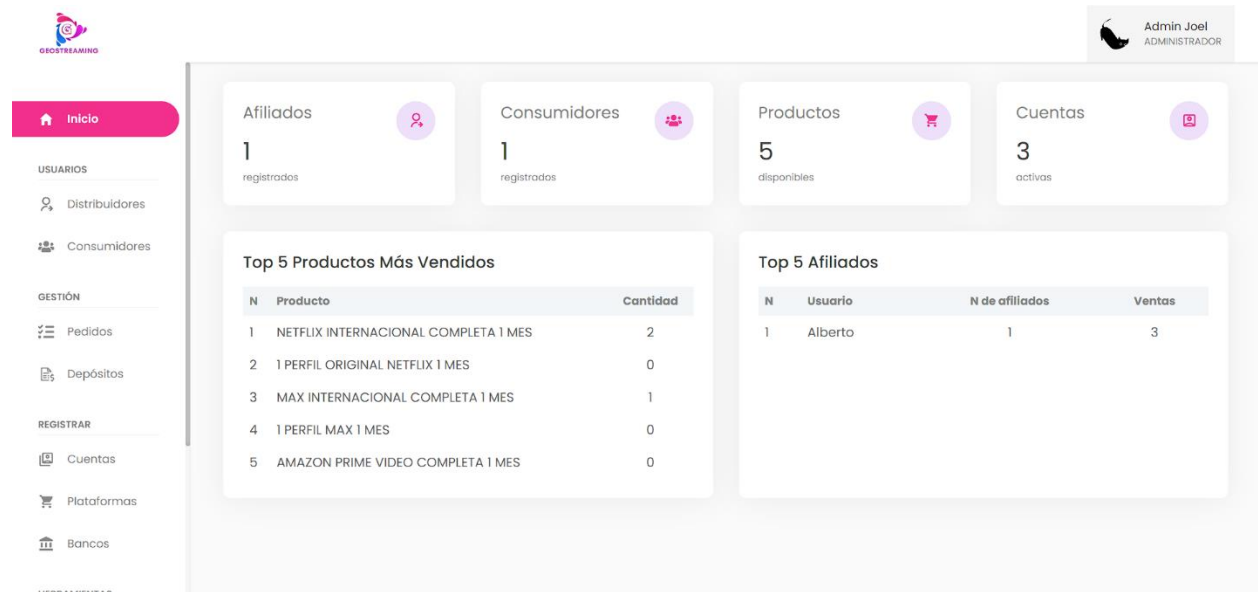 GEOSTREAMING
Admin Joel
ADMINISTRADOR
Inicio
USUARIOS
Distribuidores
Consumidores
GESTIÓN
Pedidos
Depósitos
REGISTRAR
Cuentas
Plataformas
Bancos
Afiliados
1
registrados
Consumidores
1
registrados
Productos
5
disponibles
Cuentas
3
activas
Top 5 Productos Más Vendidos
N Producto Cantidad
1 NETFLIX INTERNACIONAL COMPLETA 1 MES 2
2 1 PERFIL ORIGINAL NETFLIX 1 MES 0
3 MAX INTERNACIONAL COMPLETA 1 MES 1
4 1 PERFIL MAX 1 MES 0
5 AMAZON PRIME VIDEO COMPLETA 1 MES 0
Top 5 Afiliados
N Usuario N de afiliados Ventas
1 Alberto 1 3